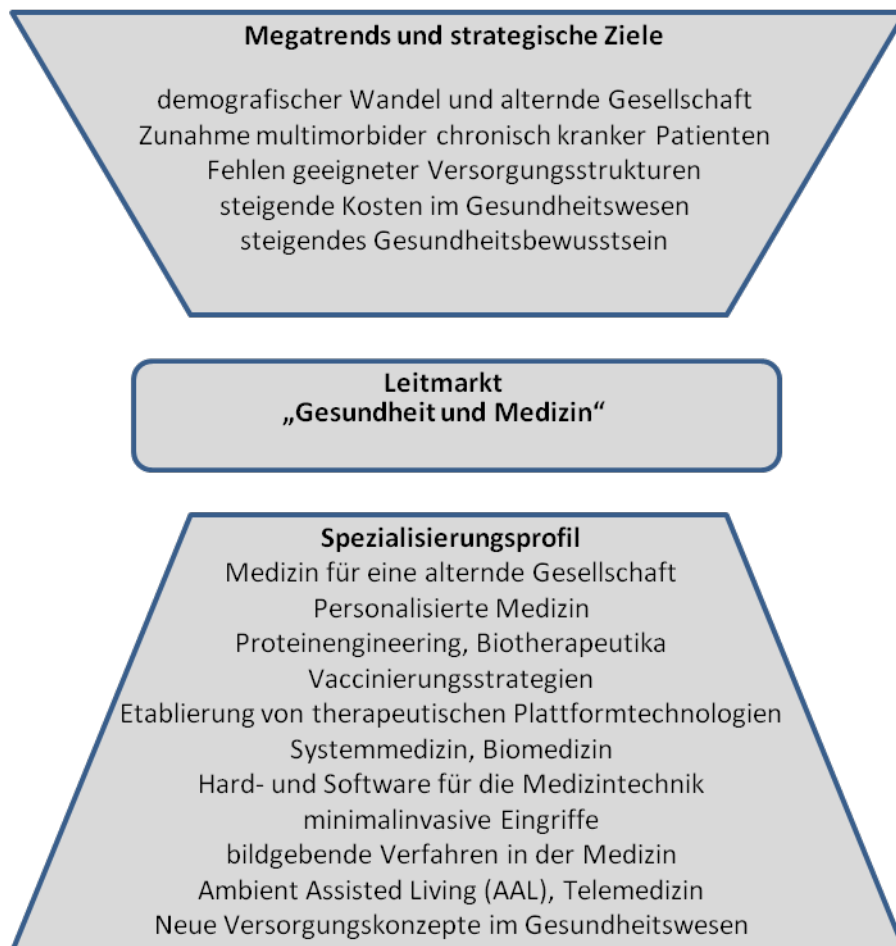 Megatrends und strategische Ziele
demografischer Wandel und alternde Gesellschaft
Zunahme multimorbider chronisch kranker Patienten
Fehlen geeigneter Versorgungsstrukturen
steigende Kosten im Gesundheitswesen
steigendes Gesundheitsbewusstsein
Leitmarkt
„Gesundheit und Medizin“
Spezialisierungsprofil
Medizin für eine alternde Gesellschaft
Personalisierte Medizin
Proteinengineering, Biotherapeutika
Vaccinierungsstrategien
Etablierung von therapeutischen Plattformtechnologien
Systemmedizin, Biomedizin
Hard- und Software für die Medizintechnik
minimalinvasive Eingriffe
bildgebende Verfahren in der Medizin
Ambient Assisted Living (AAL), Telemedizin
Neue Versorgungskonzepte im Gesundheitswesen